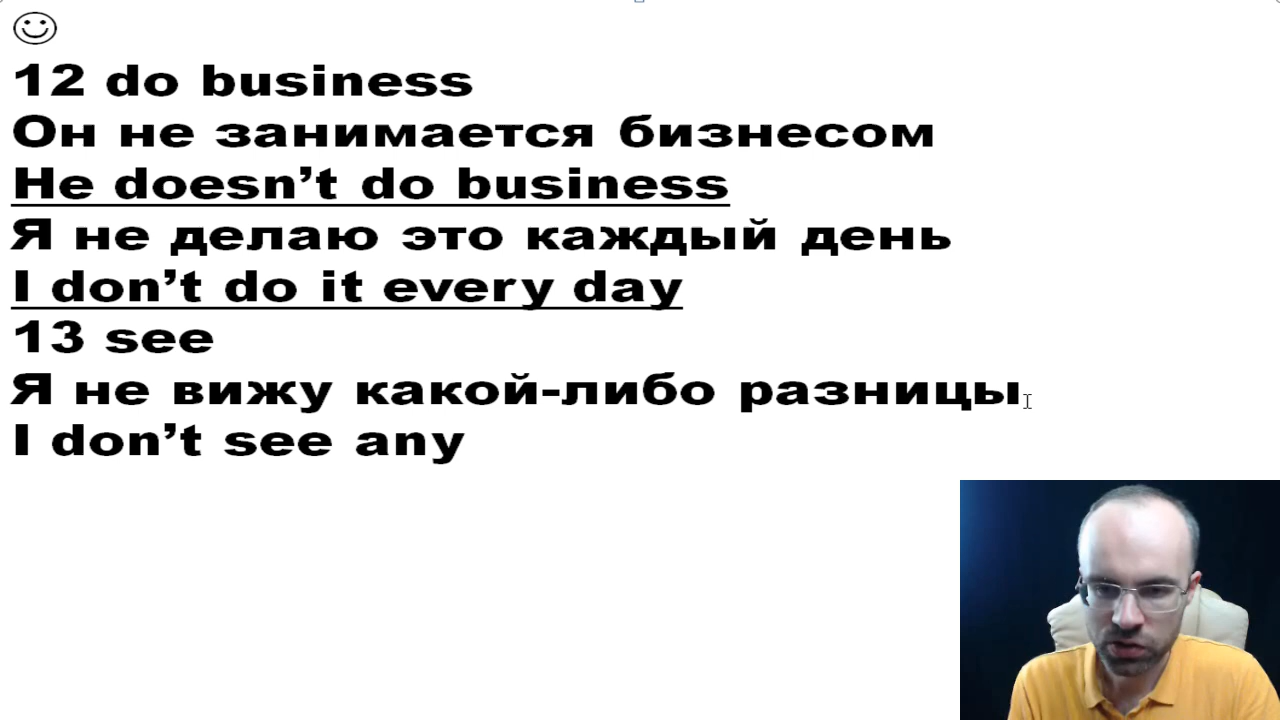 12 do business
Он не занимается бизнесом
He doesn’t do business
Я не делаю это каждый день
I don’t do it every day
13 see
Я не вижу какой-либо разницы
I don’t see any